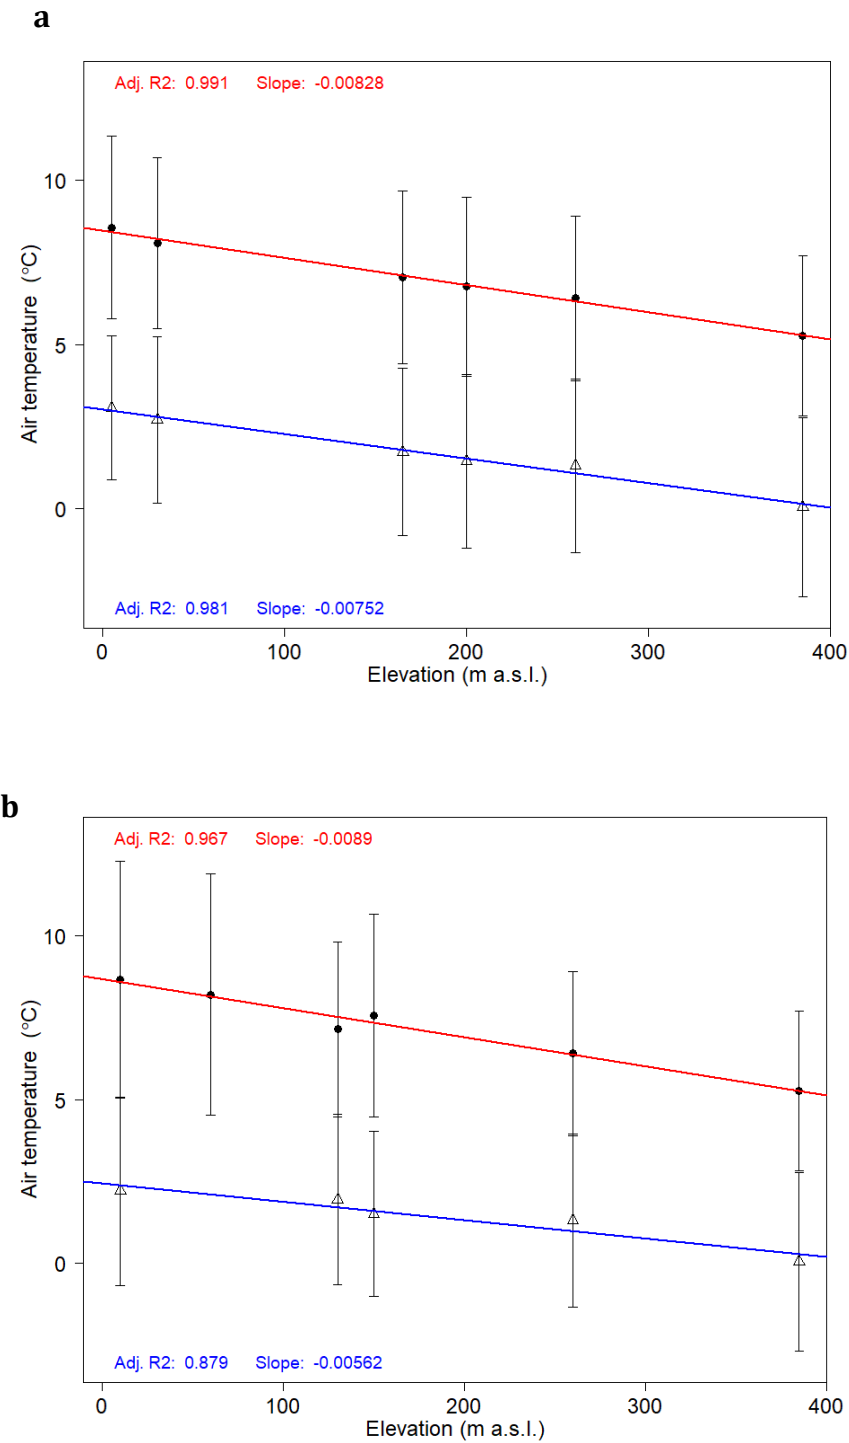 a
Adj. R2: 0.991 Slope: -0.00828
10
5
0
Air temperature (°C)
Adj. R2: 0.981 Slope: -0.00752
0 100 200 300 400
Elevation (m a.s.l.)
b
Adj. R2: 0.967 Slope: -0.0089
10
5
0
Air temperature (°C)
Adj. R2: 0.879 Slope: -0.00562
0 100 200 300 400
Elevation (m a.s.l.)